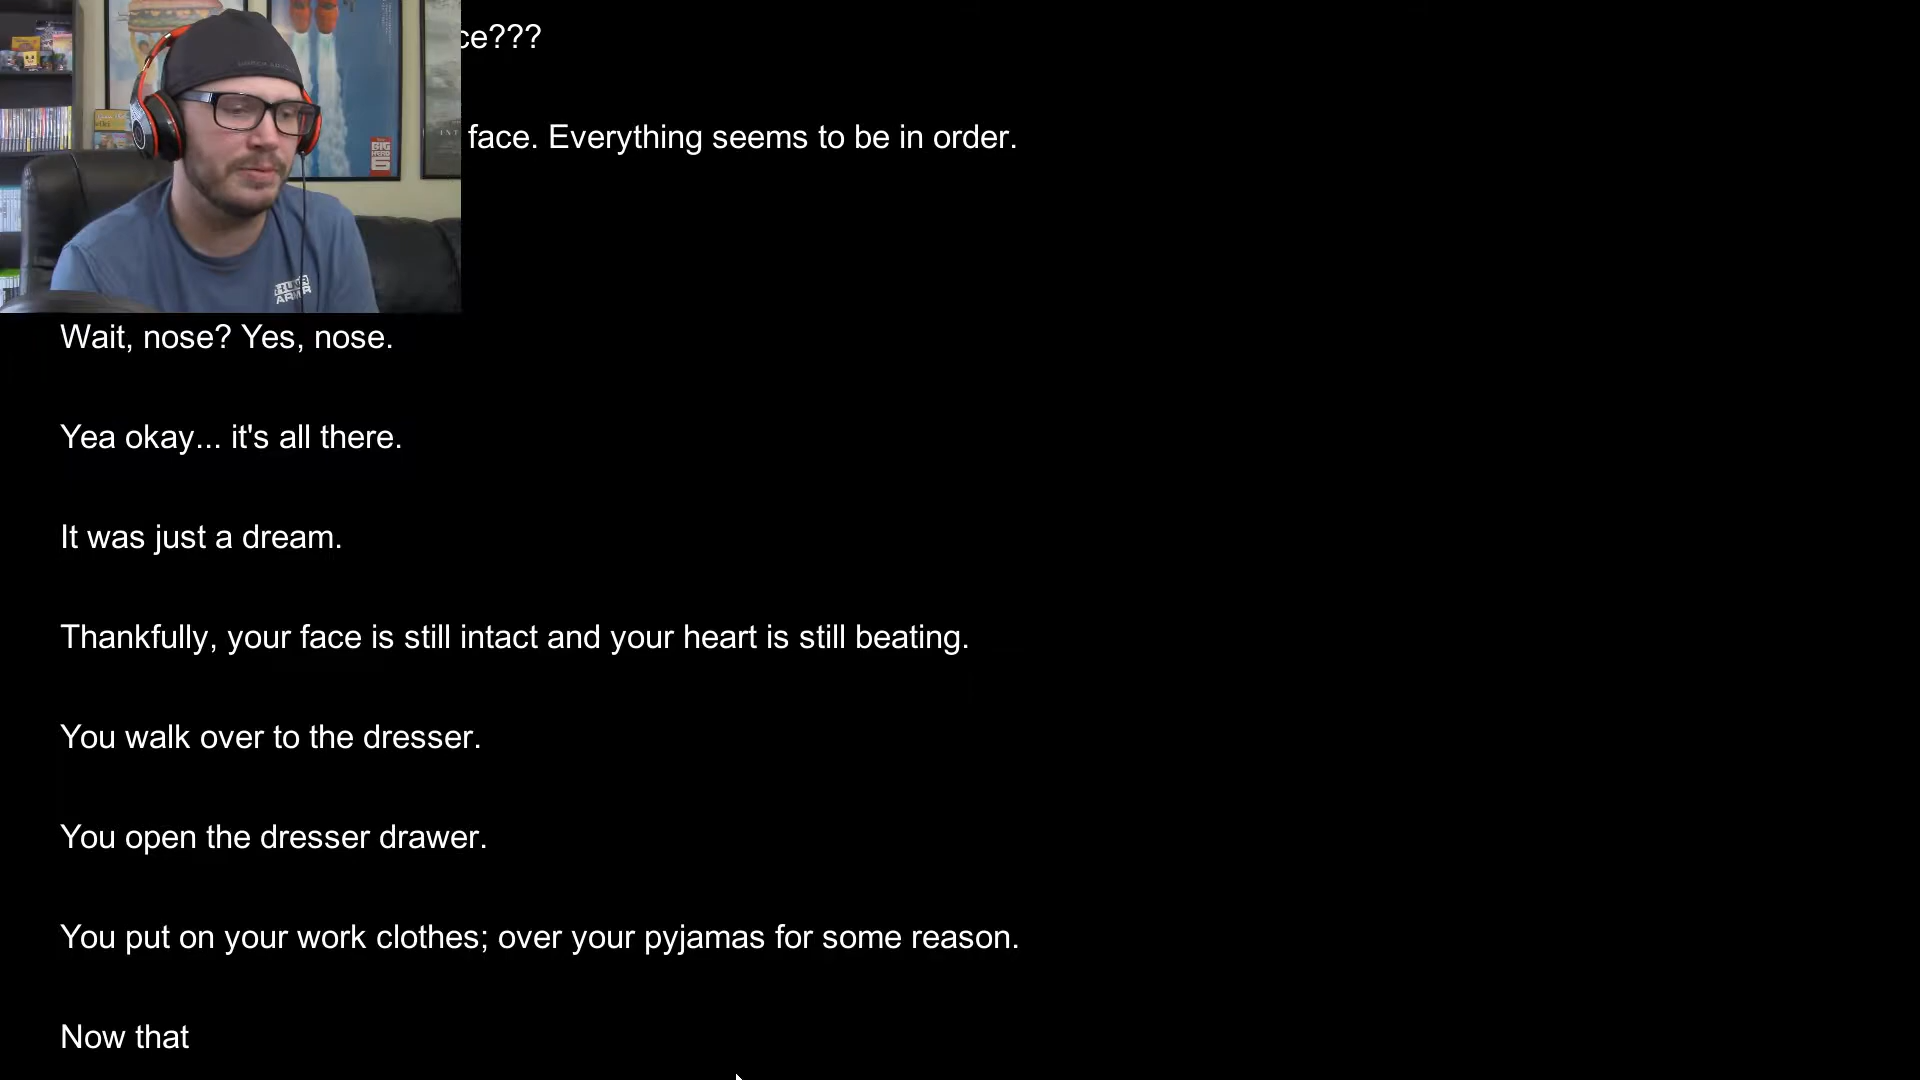 ce???
face. Everything seems to be in order.
BIG
HERO
6
Wait, nose? Yes, nose.
Yea okay... it's all there.
It was just a dream.
Thankfully, your face is still intact and your heart is still beating.
You walk over to the dresser.
You open the dresser drawer.
You put on your work clothes; over your pyjamas for some reason.
Now that